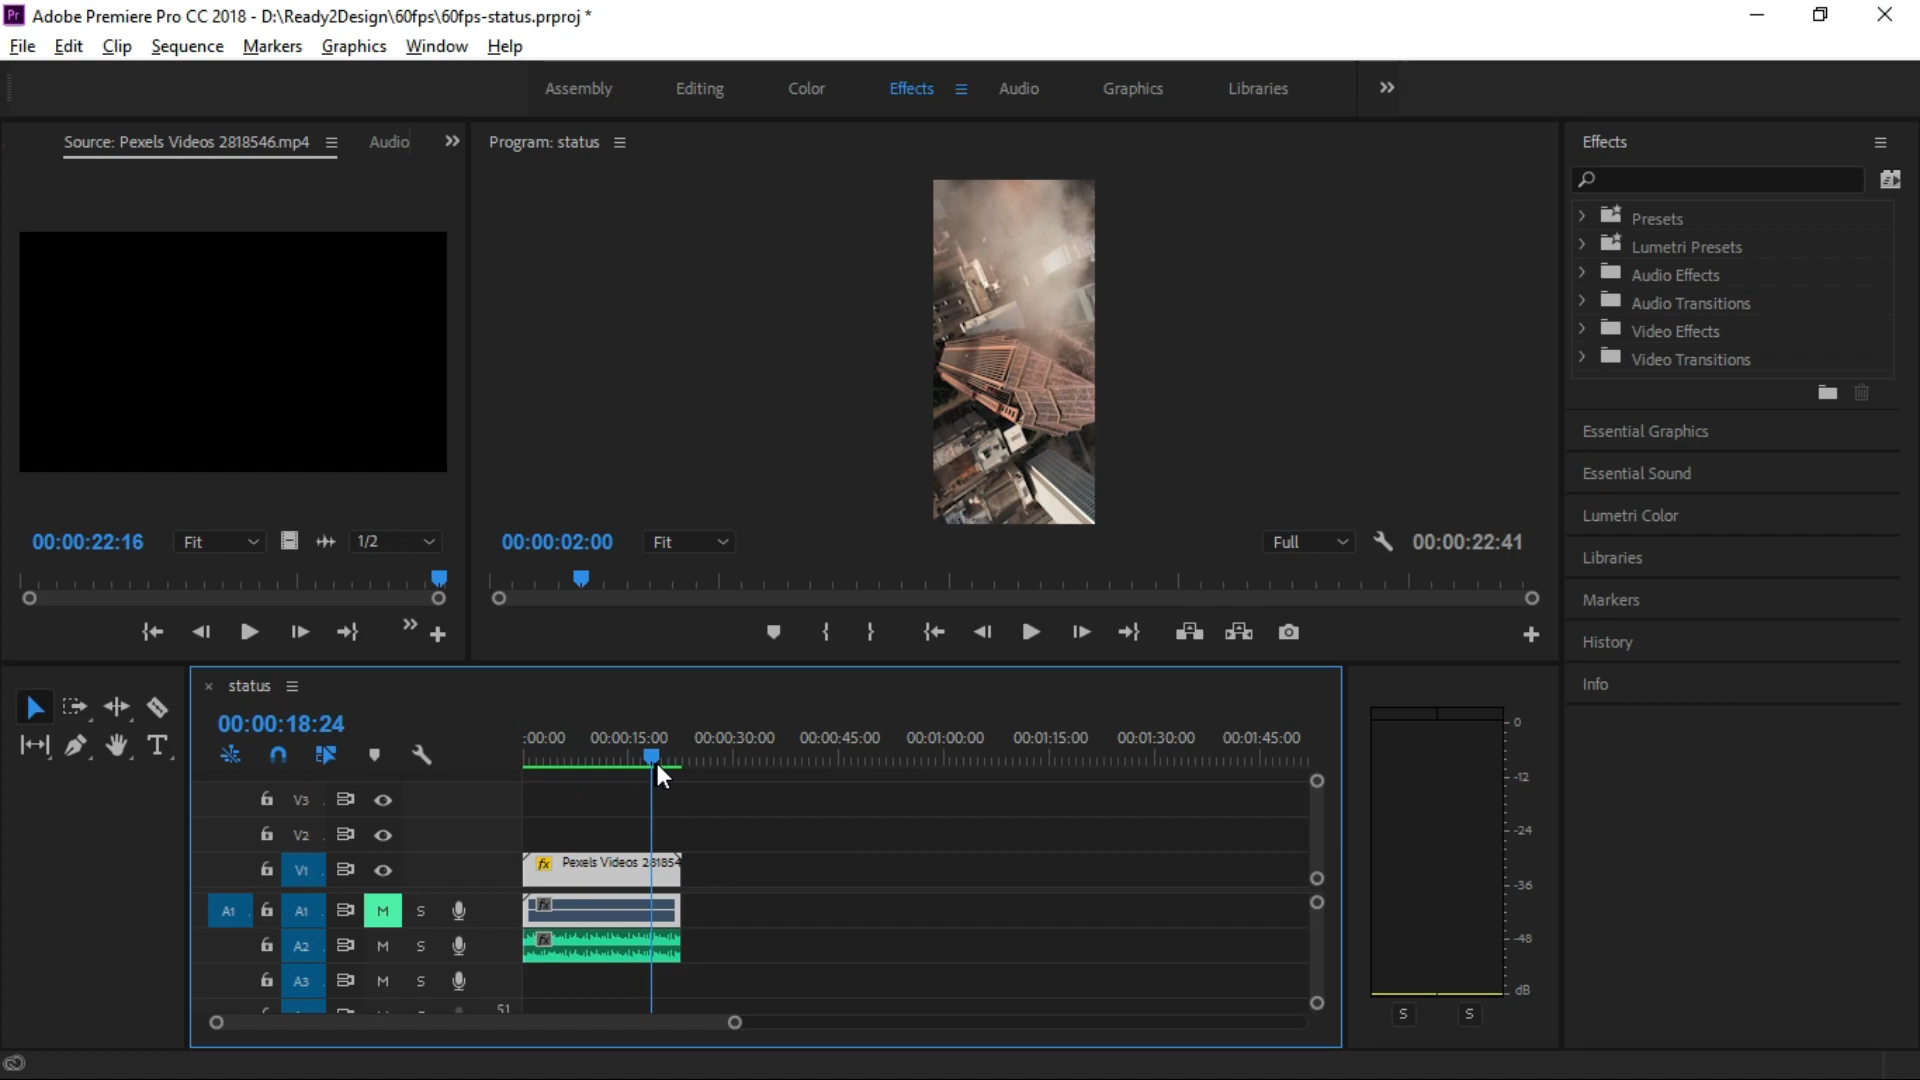 Pr Adobe Premiere Pro CC 2018 - D:\Ready2Design\60fps\60fps-status.prproj *
File Edit Clip Sequence Markers Graphics Window Help
Assembly Editing Color Effects Audio Graphics Libraries
Source: Pexels Videos 2818546.mp4 Audio Program: status Effects
Presets
Lumetri Presets
Audio Effects
Audio Transitions
Video Effects
Video Transitions
Essential Graphics
Essential Sound
Lumetri Color
Libraries
Markers
History
Info
00:00:22:16 Fit 1/2 00:00:02:00 Fit Full 00:00:22:41
status
00:00:18:24
:00:00 00:00:15:00 00:00:30:00 00:00:45:00 00:01:00:00 00:01:15:00 00:01:30:00 00:01:45:00
V3
V2
V1 fx Pexels Videos 281854
A1 A1 M S fx
A2 M S fx
A3 M S
S1
0
-12
-24
-36
-48
dB
S S